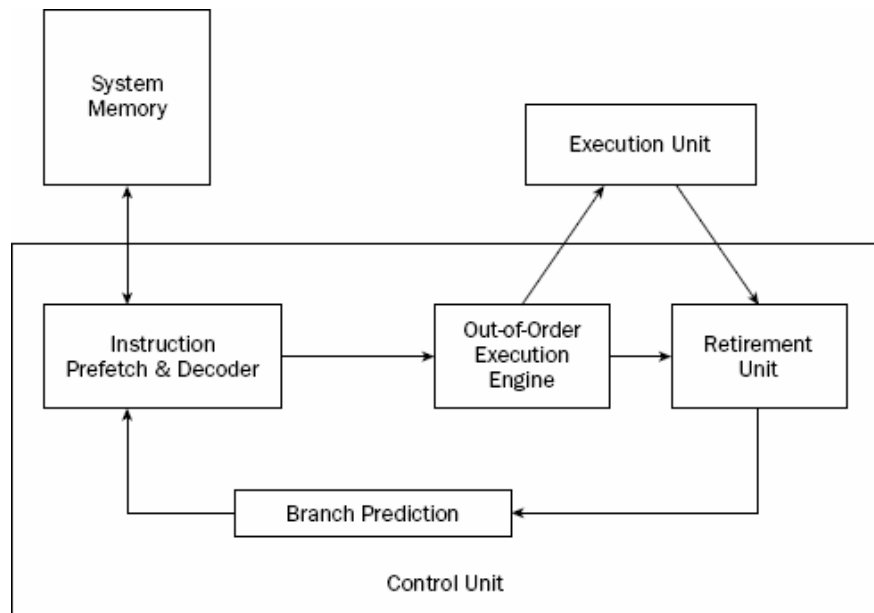 System
Memory
Execution Unit
Instruction
Prefetch & Decoder
Out-of-Order
Execution
Engine
Retirement
Unit
Branch Prediction
Control Unit